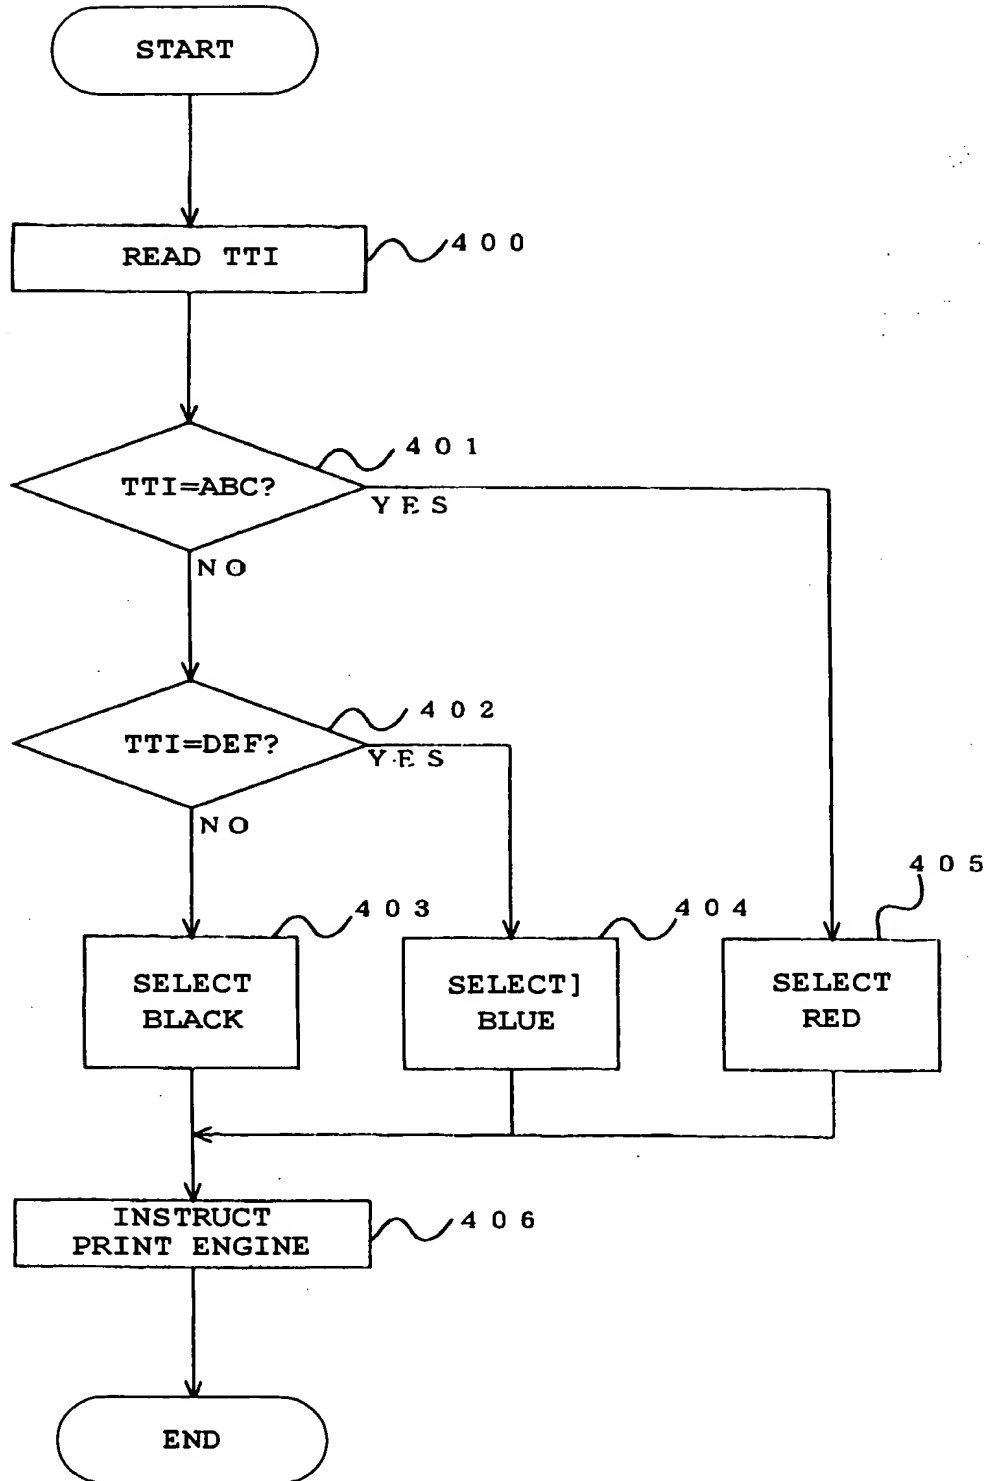 START
READ TTI
400
401
TTI=ABC?
YES
NO
402
TTI=DEF?
YES
NO
405
403
404
SELECT
BLACK
SELECT]
BLUE
SELECT
RED
INSTRUCT
PRINT ENGINE
406
END